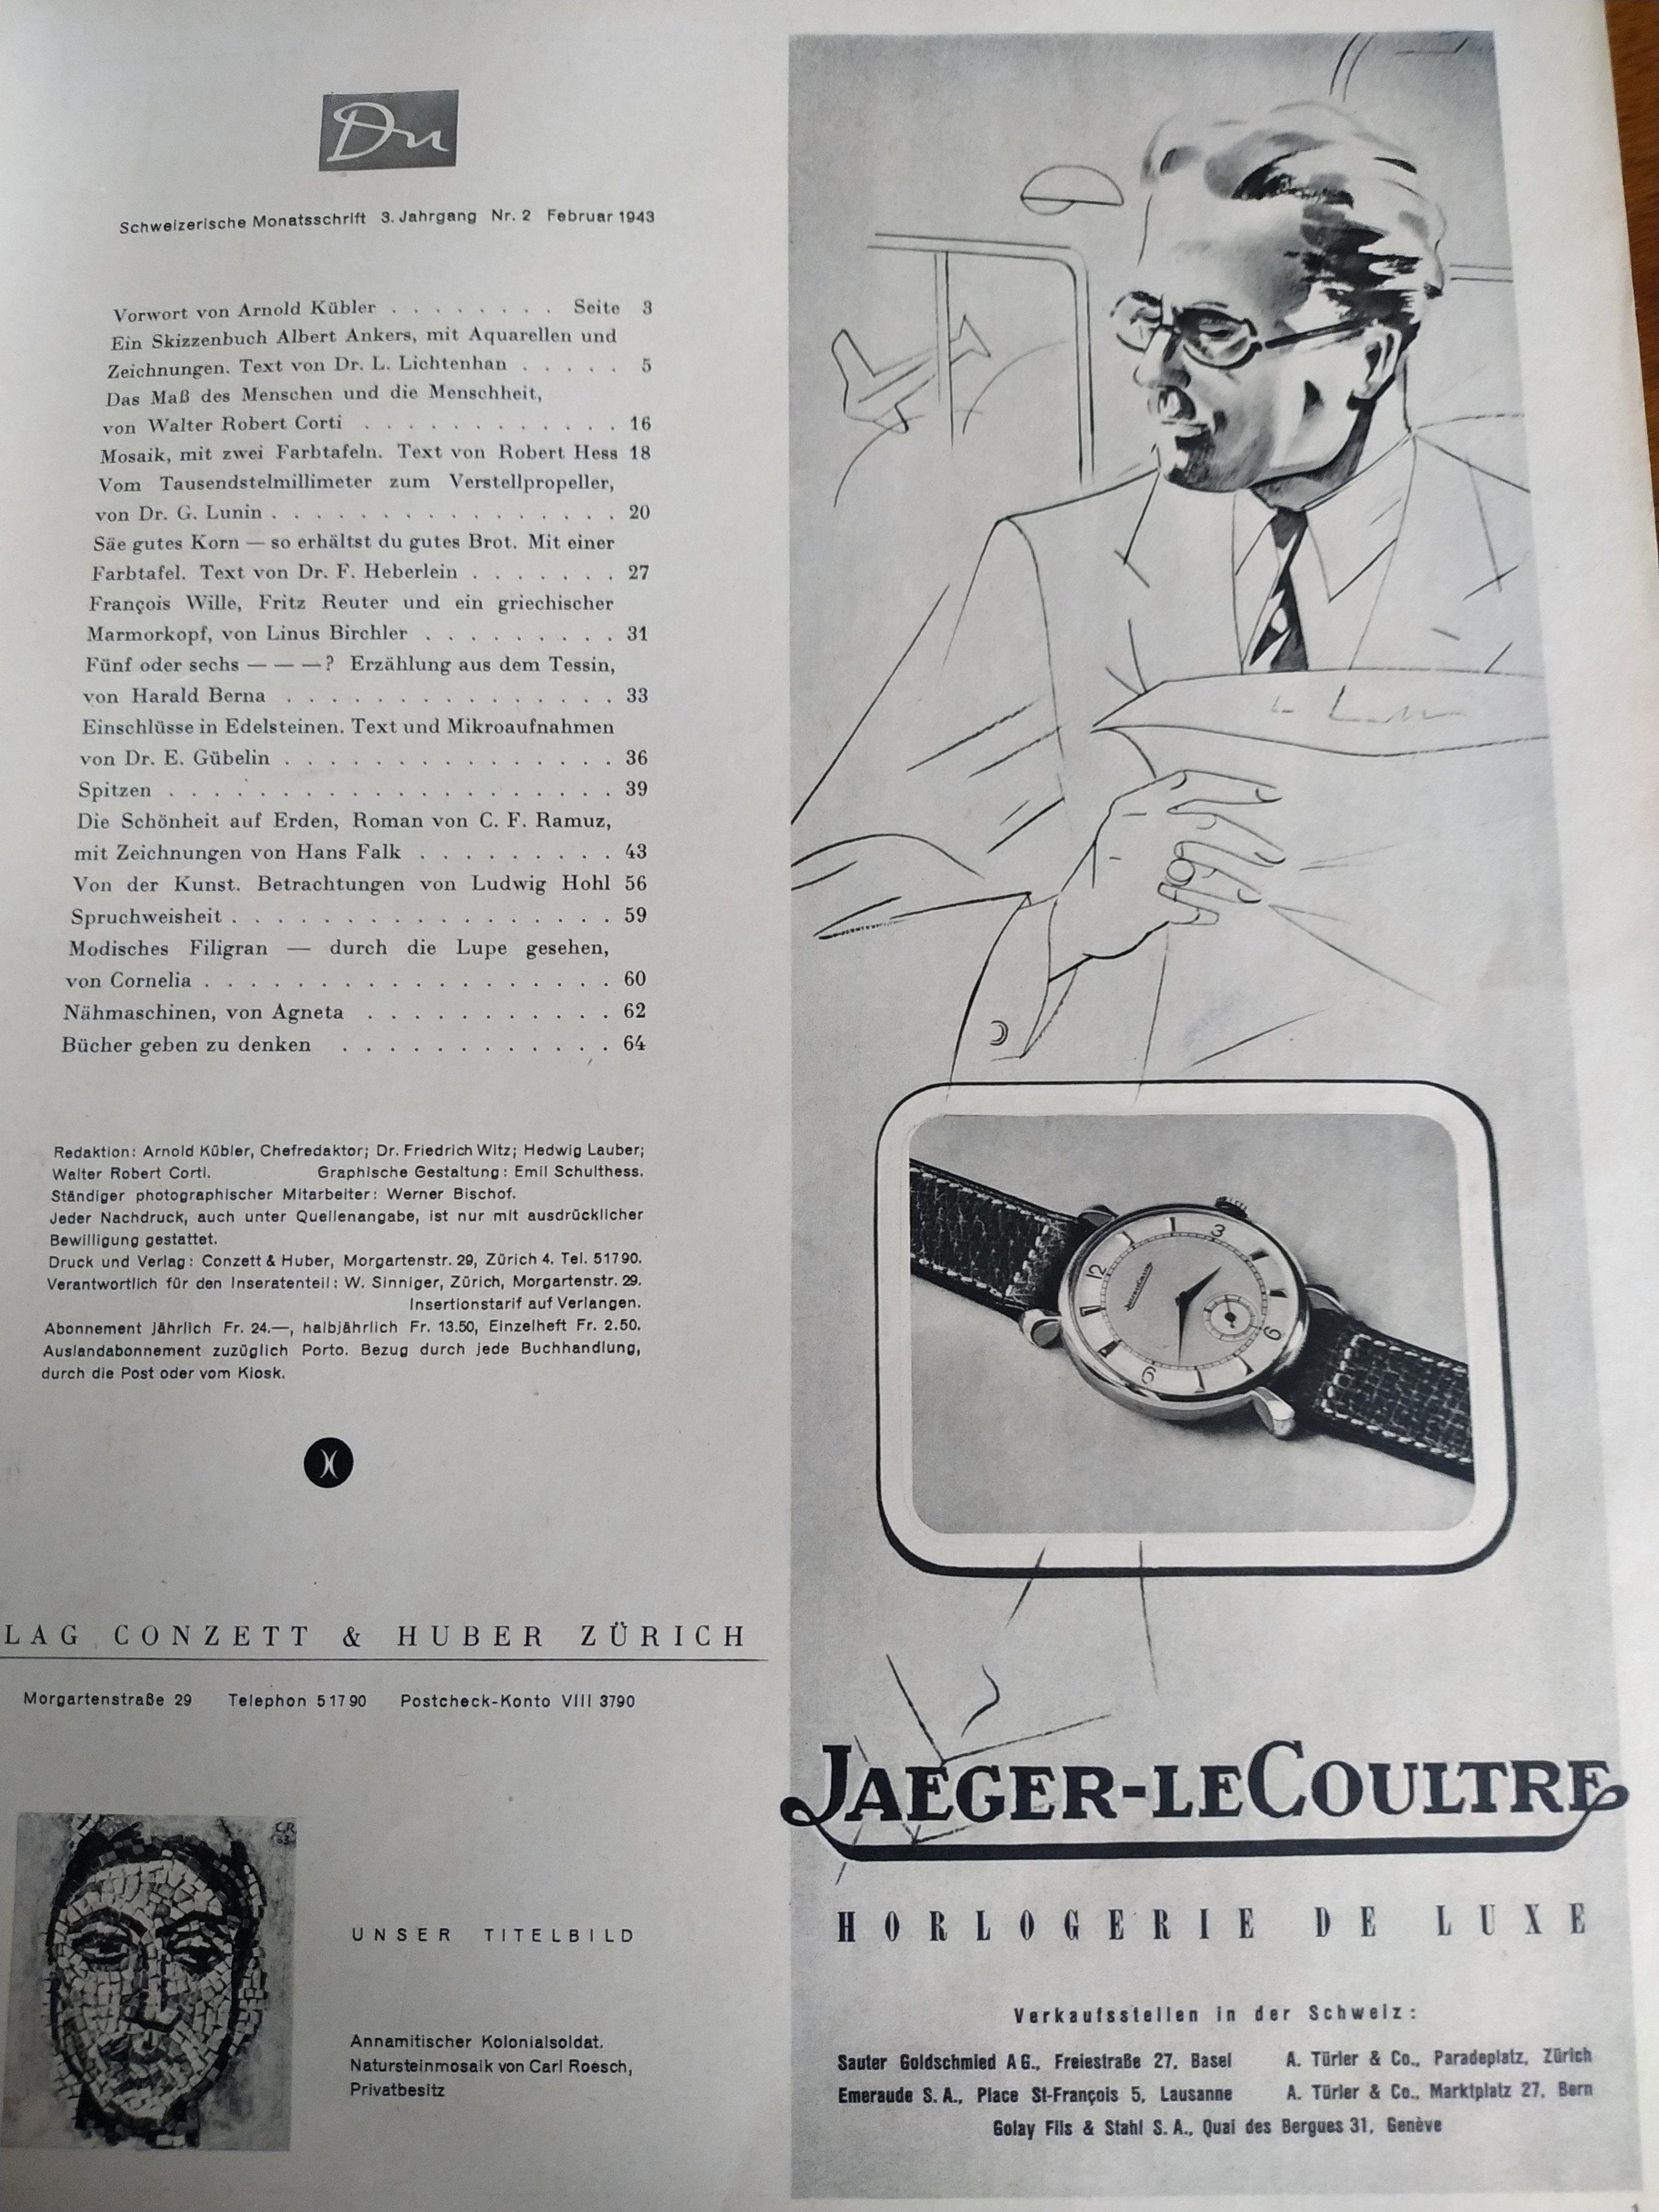 Du
Schweizerische Monatsschrift 3. Jahrgang Nr. 2 Februar 1943
Vorwort von Arnold Kübler . . . . . . . . Seite 3
Ein Skizzenbuch Albert Ankers, mit Aquarellen und
Zeichnungen. Text von Dr. L. Lichtenhan . . . . . 5
Das Maß des Menschen und die Menschheit,
von Walter Robert Corti . . . . . . . . . . . . 16
Mosaik, mit zwei Farbtafeln. Text von Robert Hess 18
Vom Tausendstelmillimeter zum Verstellpropeller,
von Dr. G. Lunin . . . . . . . . . . . . . . . . 20
Säe gutes Korn — so erhältst du gutes Brot. Mit einer
Farbtafel. Text von Dr. F. Heberlein . . . . . . . 27
François Wille, Fritz Reuter und ein griechischer
Marmorkopf, von Linus Birchler . . . . . . . . . 31
Fünf oder sechs — — —? Erzählung aus dem Tessin,
von Harald Berna . . . . . . . . . . . . . . 33
Einschlüsse in Edelsteinen. Text und Mikroaufnahmen
von Dr. E. Gübelin . . . . . . . . . . . . . . 36
Spitzen . . . . . . . . . . . . . . . . . . . 39
Die Schönheit auf Erden, Roman von C. F. Ramuz,
mit Zeichnungen von Hans Falk . . . . . . . . . 43
Von der Kunst. Betrachtungen von Ludwig Hohl 56
Spruchweisheit . . . . . . . . . . . . . . . . . 59
Modisches Filigran — durch die Lupe gesehen,
von Cornelia . . . . . . . . . . . . . . . . . . 60
Nähmaschinen, von Agneta . . . . . . . . . . . 62
Bücher geben zu denken . . . . . . . . . . . . 64
Redaktion: Arnold Kübler, Chefredaktor; Dr. Friedrich Witz; Hedwig Lauber;
Walter Robert Corti. Graphische Gestaltung: Emil Schulthess.
Ständiger photographischer Mitarbeiter: Werner Bischof.
Jeder Nachdruck, auch unter Quellenangabe, ist nur mit ausdrücklicher
Bewilligung gestattet.
Druck und Verlag: Conzett & Huber, Morgartenstr. 29, Zürich 4. Tel. 51790.
Verantwortlich für den Inseratenteil: W. Sinniger, Zürich, Morgartenstr. 29.
Insertionstarif auf Verlangen.
Abonnement jährlich Fr. 24.—, halbjährlich Fr. 13.50, Einzelheft Fr. 2.50.
Auslandabonnement zuzüglich Porto. Bezug durch jede Buchhandlung,
durch die Post oder vom Kiosk.
LAG CONZETT & HUBER ZÜRICH
Morgartenstraße 29 Telephon 51790 Postcheck-Konto VIII 3790
C.R.
UNSER TITELBILD
Annamitischer Kolonialsoldat.
Natursteinmosaik von Carl Roesch,
Privatbesitz
12 3 9 6
JAEGER-LECOULTRE
JAEGER-LECOULTRE
HORLOGERIE DE LUXE
Verkaufsstellen in der Schweiz:
Sauter Goldschmied AG., Freiestraße 27, Basel A. Türler & Co., Paradeplatz, Zürich
Emeraude S.A., Place St-François 5, Lausanne A. Türler & Co., Marktplatz 27, Bern
Golay Fils & Stahl S.A., Quai des Bergues 31, Genève